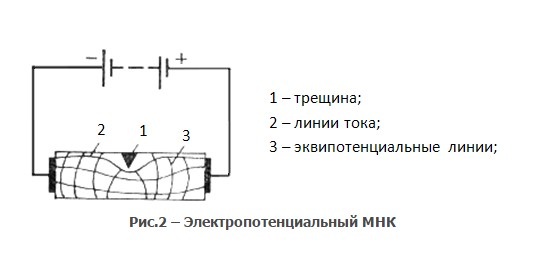 − +
2 1 3
1 – трещина;
2 – линии тока;
3 – эквипотенциальные линии;
Рис.2 – Электропотенциальный МНК